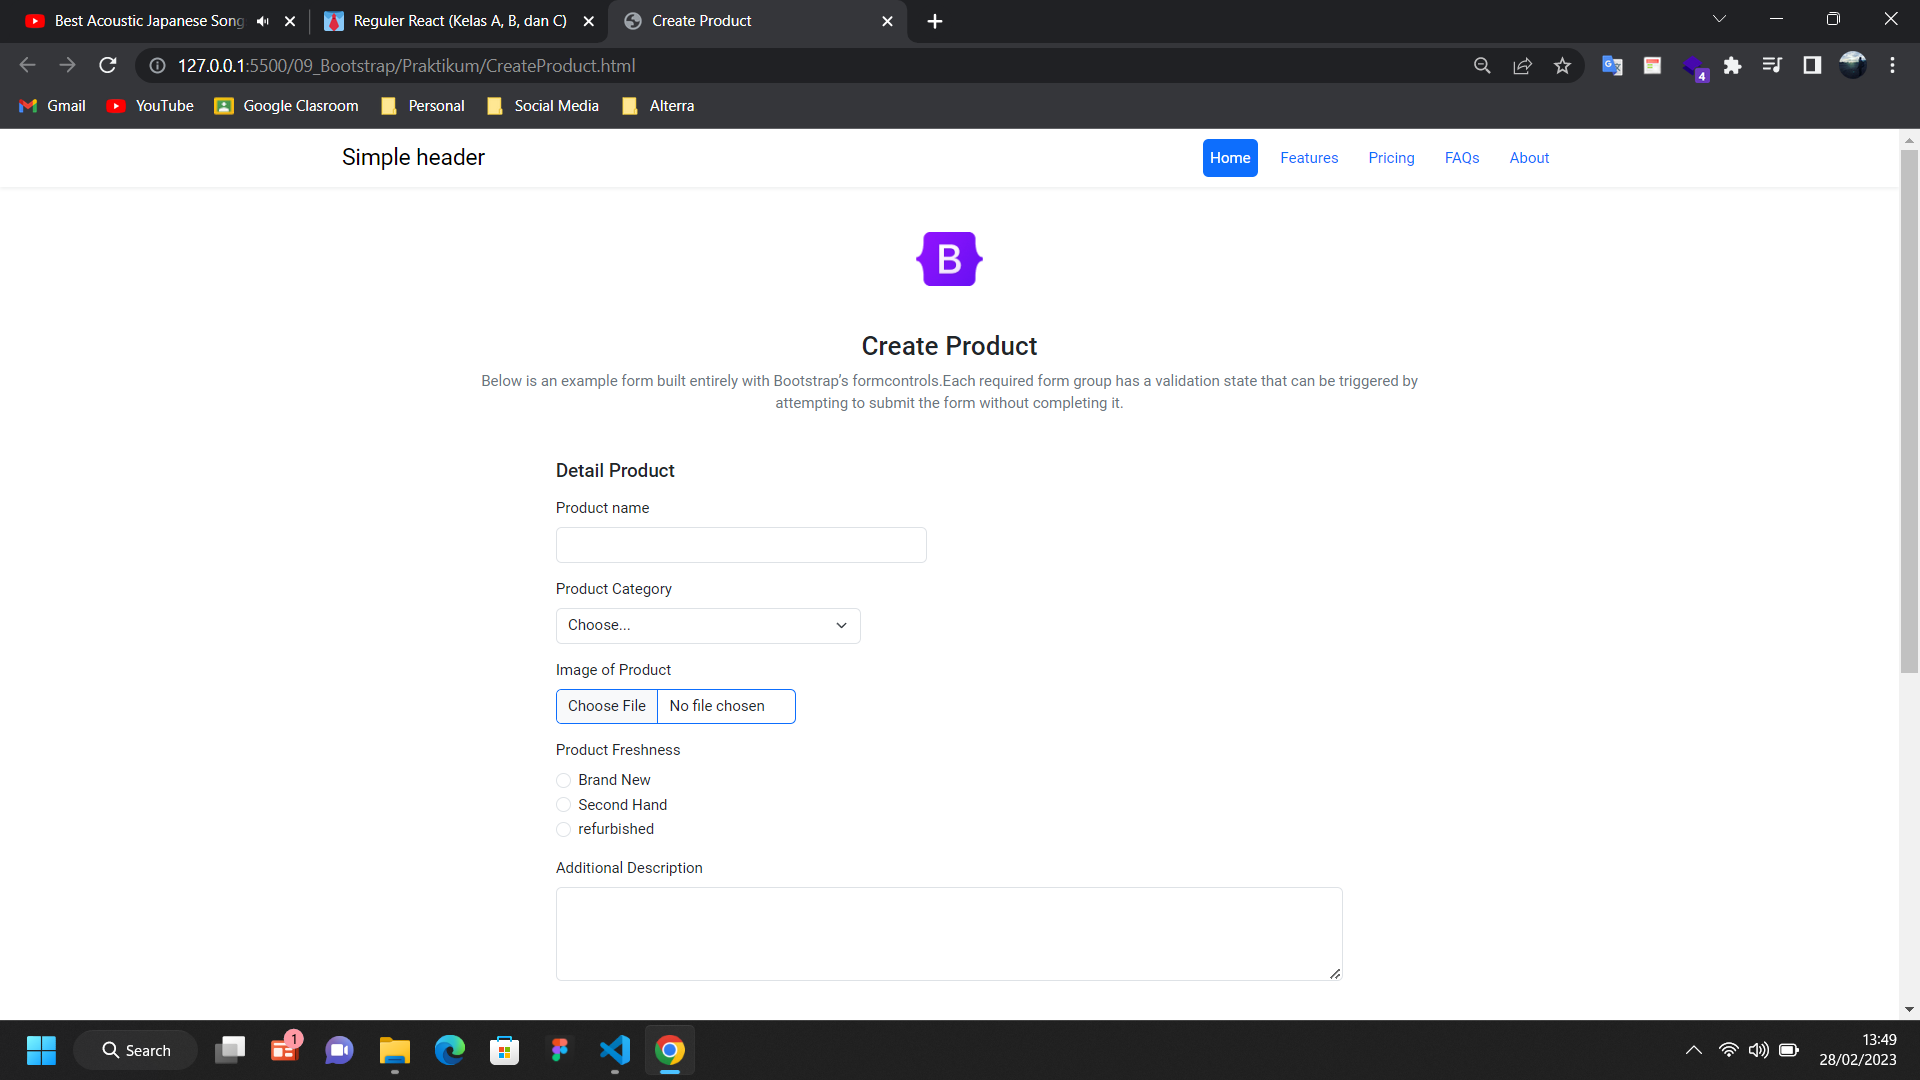 Best Acoustic Japanese Song
Reguler React (Kelas A, B, dan C)
Create Product
127.0.0.1:5500/09_Bootstrap/Praktikum/CreateProduct.html
4
Gmail
YouTube
Google Clasroom
Personal
Social Media
Alterra
Simple header
Home
Features
Pricing
FAQs
About
B
Create Product
Below is an example form built entirely with Bootstrap’s formcontrols.Each required form group has a validation state that can be triggered by
attempting to submit the form without completing it.
Detail Product
Product name
Product Category
Choose...
Image of Product
Choose File No file chosen
Product Freshness
Brand New
Second Hand
refurbished
Additional Description
Search
1
13:49
28/02/2023